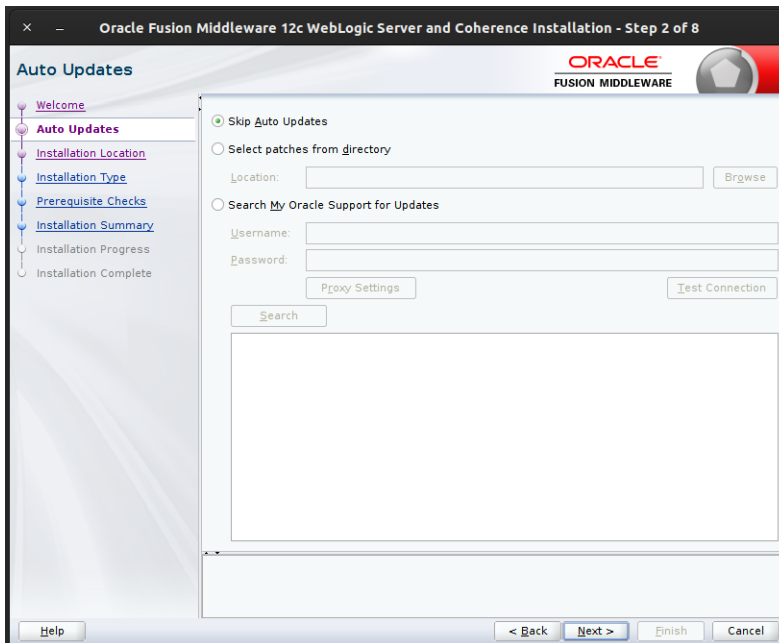 Oracle Fusion Middleware 12c WebLogic Server and Coherence Installation - Step 2 of 8
Auto Updates
ORACLE
FUSION MIDDLEWARE
Welcome
Auto Updates
Installation Location
Installation Type
Prerequisite Checks
Installation Summary
Installation Progress
Installation Complete
Skip Auto Updates
Select patches from directory
Location:
Browse
Search My Oracle Support for Updates
Username:
Password:
Proxy Settings
Test Connection
Search
Help
< Back
Next >
Finish
Cancel